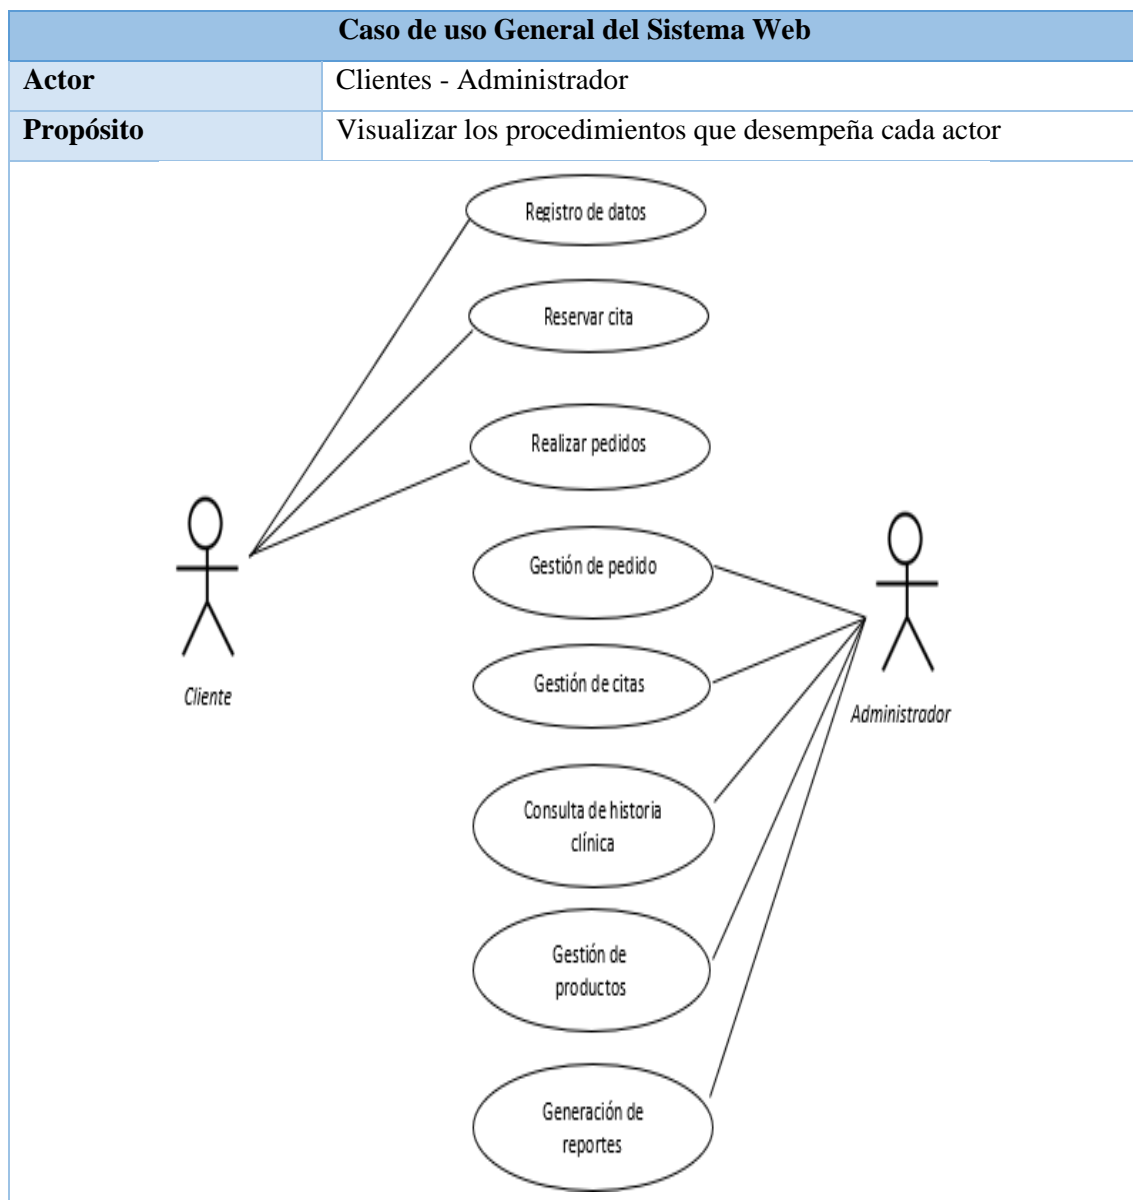 Caso de uso General del Sistema Web
Actor Clientes - Administrador
Propósito Visualizar los procedimientos que desempeña cada actor
Registro de datos
Reservar cita
Realizar pedidos
Gestión de pedido
Gestión de citas
Cliente
Administrador
Consulta de historia
clínica
Gestión de
productos
Generación de
reportes